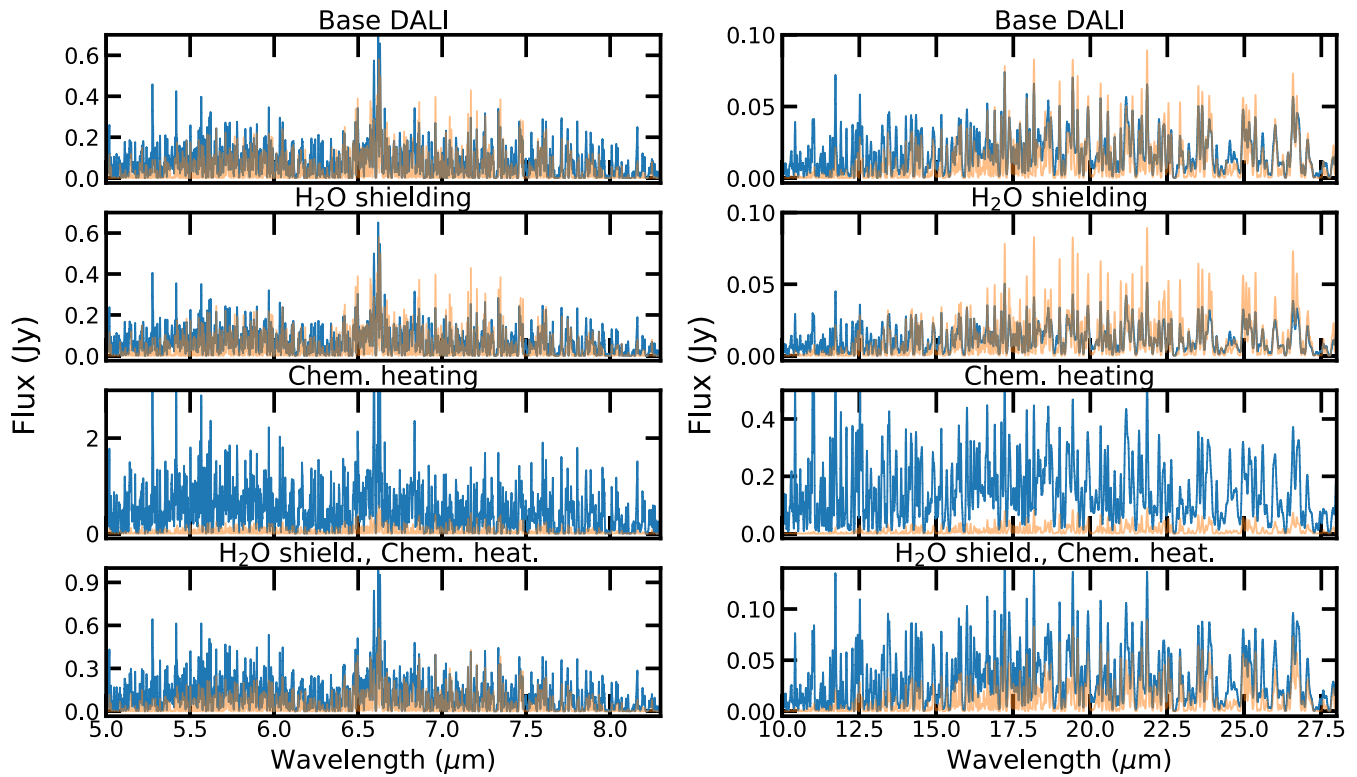 Base DALI
0.6
0.4
0.2
0.0
H₂O shielding
0.6
0.4
0.2
0.0
Chem. heating
2
0
H₂O shield., Chem. heat.
0.9
0.6
0.3
0.0
5.0 5.5 6.0 6.5 7.0 7.5 8.0
Wavelength (μm)
Flux (Jy)
Base DALI
0.10
0.05
0.00
H₂O shielding
0.10
0.05
0.00
Chem. heating
0.4
0.2
0.0
H₂O shield., Chem. heat.
0.10
0.05
0.00
10.0 12.5 15.0 17.5 20.0 22.5 25.0 27.5
Wavelength (μm)
Flux (Jy)